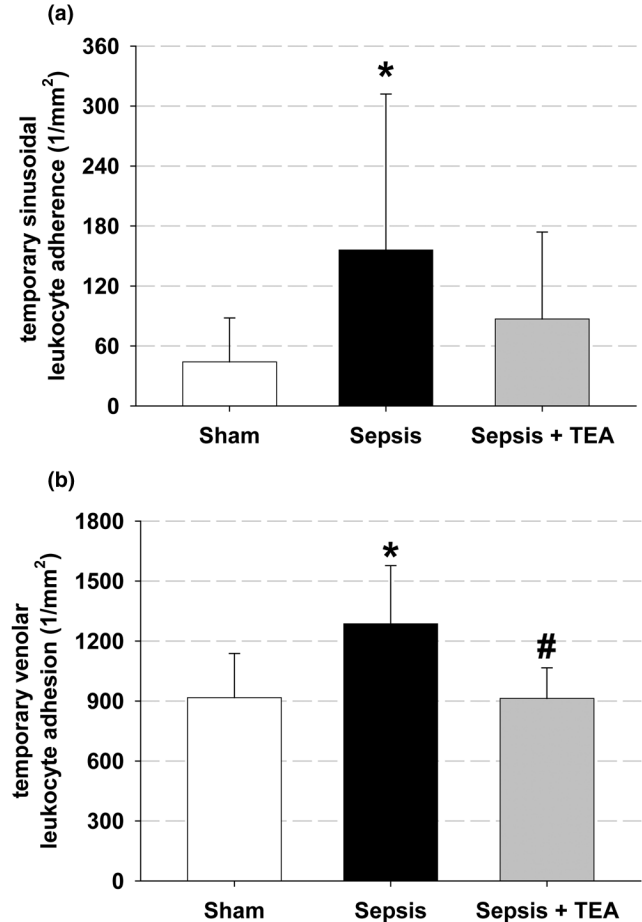 (a)
360
300
240
180
120
60
0
temporary sinusoidal
leukocyte adherence (1/mm²)
*
Sham
Sepsis
Sepsis + TEA
(b)
1800
1500
1200
900
600
300
0
temporary venolar
leukocyte adhesion (1/mm²)
*
#
Sham
Sepsis
Sepsis + TEA